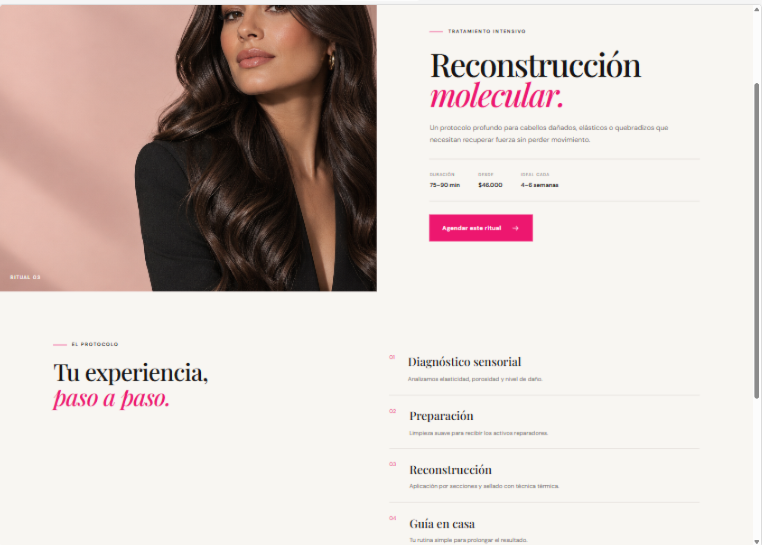 TRATAMIENTO INTENSIVO
Reconstrucción
molecular.
Un protocolo profundo para cabellos dañados, elásticos o quebradizos que
necesitan recuperar fuerza sin perder movimiento.
DURACIÓN DESDE IDEAL CADA
75–90 min $46.000 4–6 semanas
Agendar este ritual →
RITUAL 03
EL PROTOCOLO
Tu experiencia,
paso a paso.
01 Diagnóstico sensorial
Analizamos elasticidad, porosidad y nivel de daño.
02 Preparación
Limpieza suave para recibir los activos reparadores.
03 Reconstrucción
Aplicación por secciones y sellado con técnica térmica.
04 Guía en casa
Tu rutina simple para prolongar el resultado.